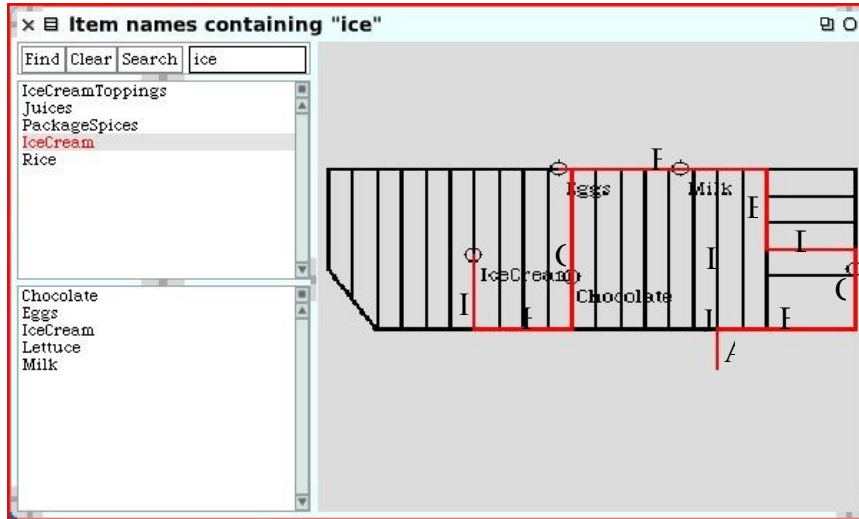 Item names containing "ice"
Find Clear Search ice
IceCreamToppings
Juices
PackageSpices
IceCream
Rice
Chocolate
Eggs
IceCream
Lettuce
Milk
Eggs
Milk
IceCream
Chocolate